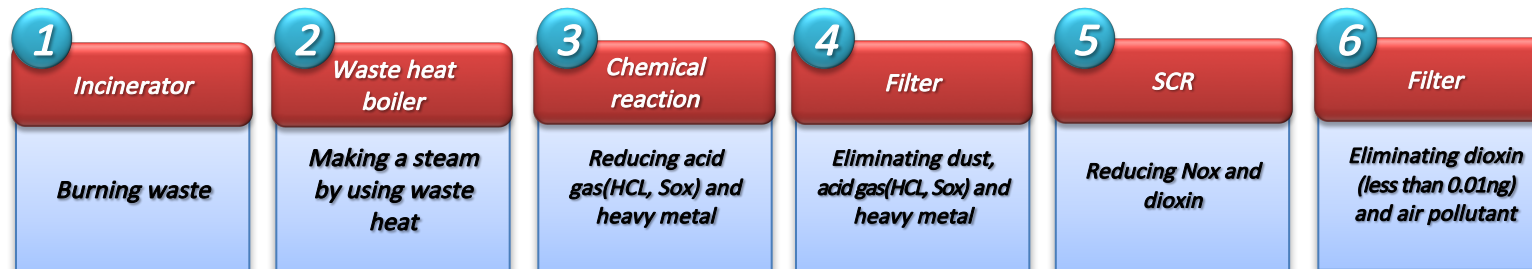 1
Incinerator
Burning waste
2
Waste heat
boiler
Making a steam
by using waste
heat
3
Chemical
reaction
Reducing acid
gas(HCL, Sox) and
heavy metal
4
Filter
Eliminating dust,
acid gas(HCL, Sox) and
heavy metal
5
SCR
Reducing Nox and
dioxin
6
Filter
Eliminating dioxin
(less than 0.01ng)
and air pollutant